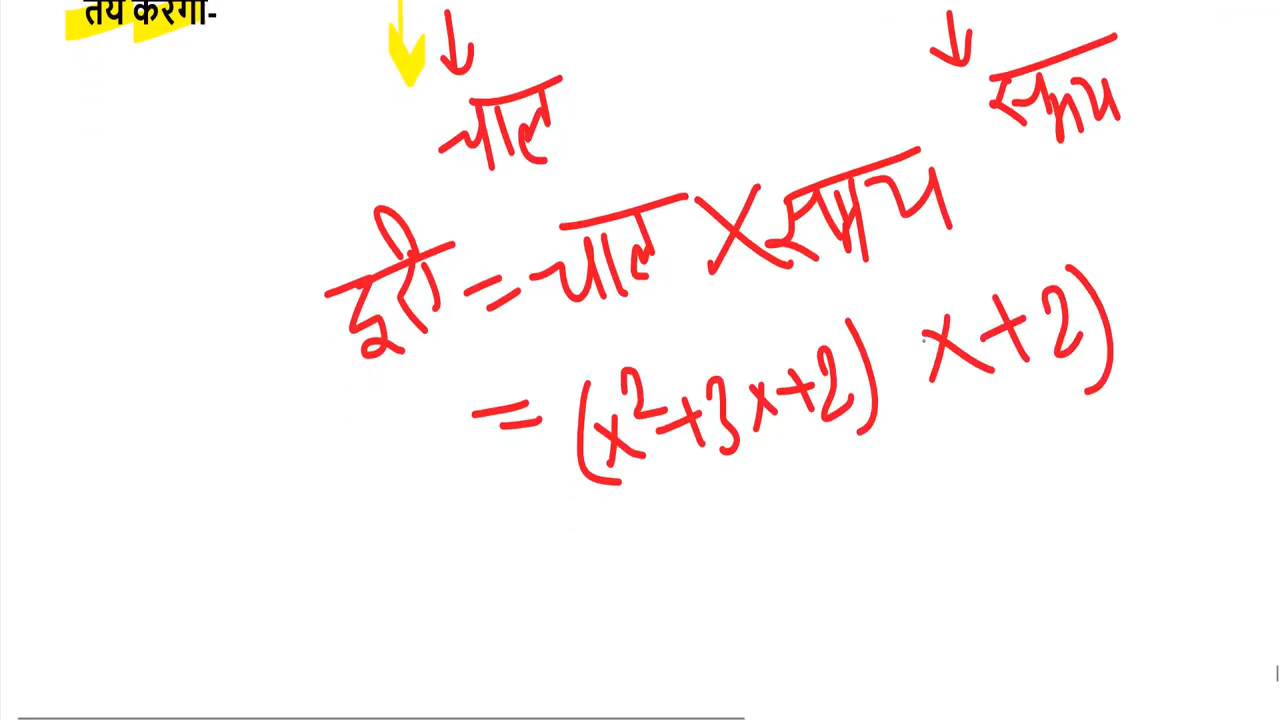 तय करेगी-
↓ ↓
चाल समय
दूरी = चाल × समय
= (x²+3x+2) x+2)